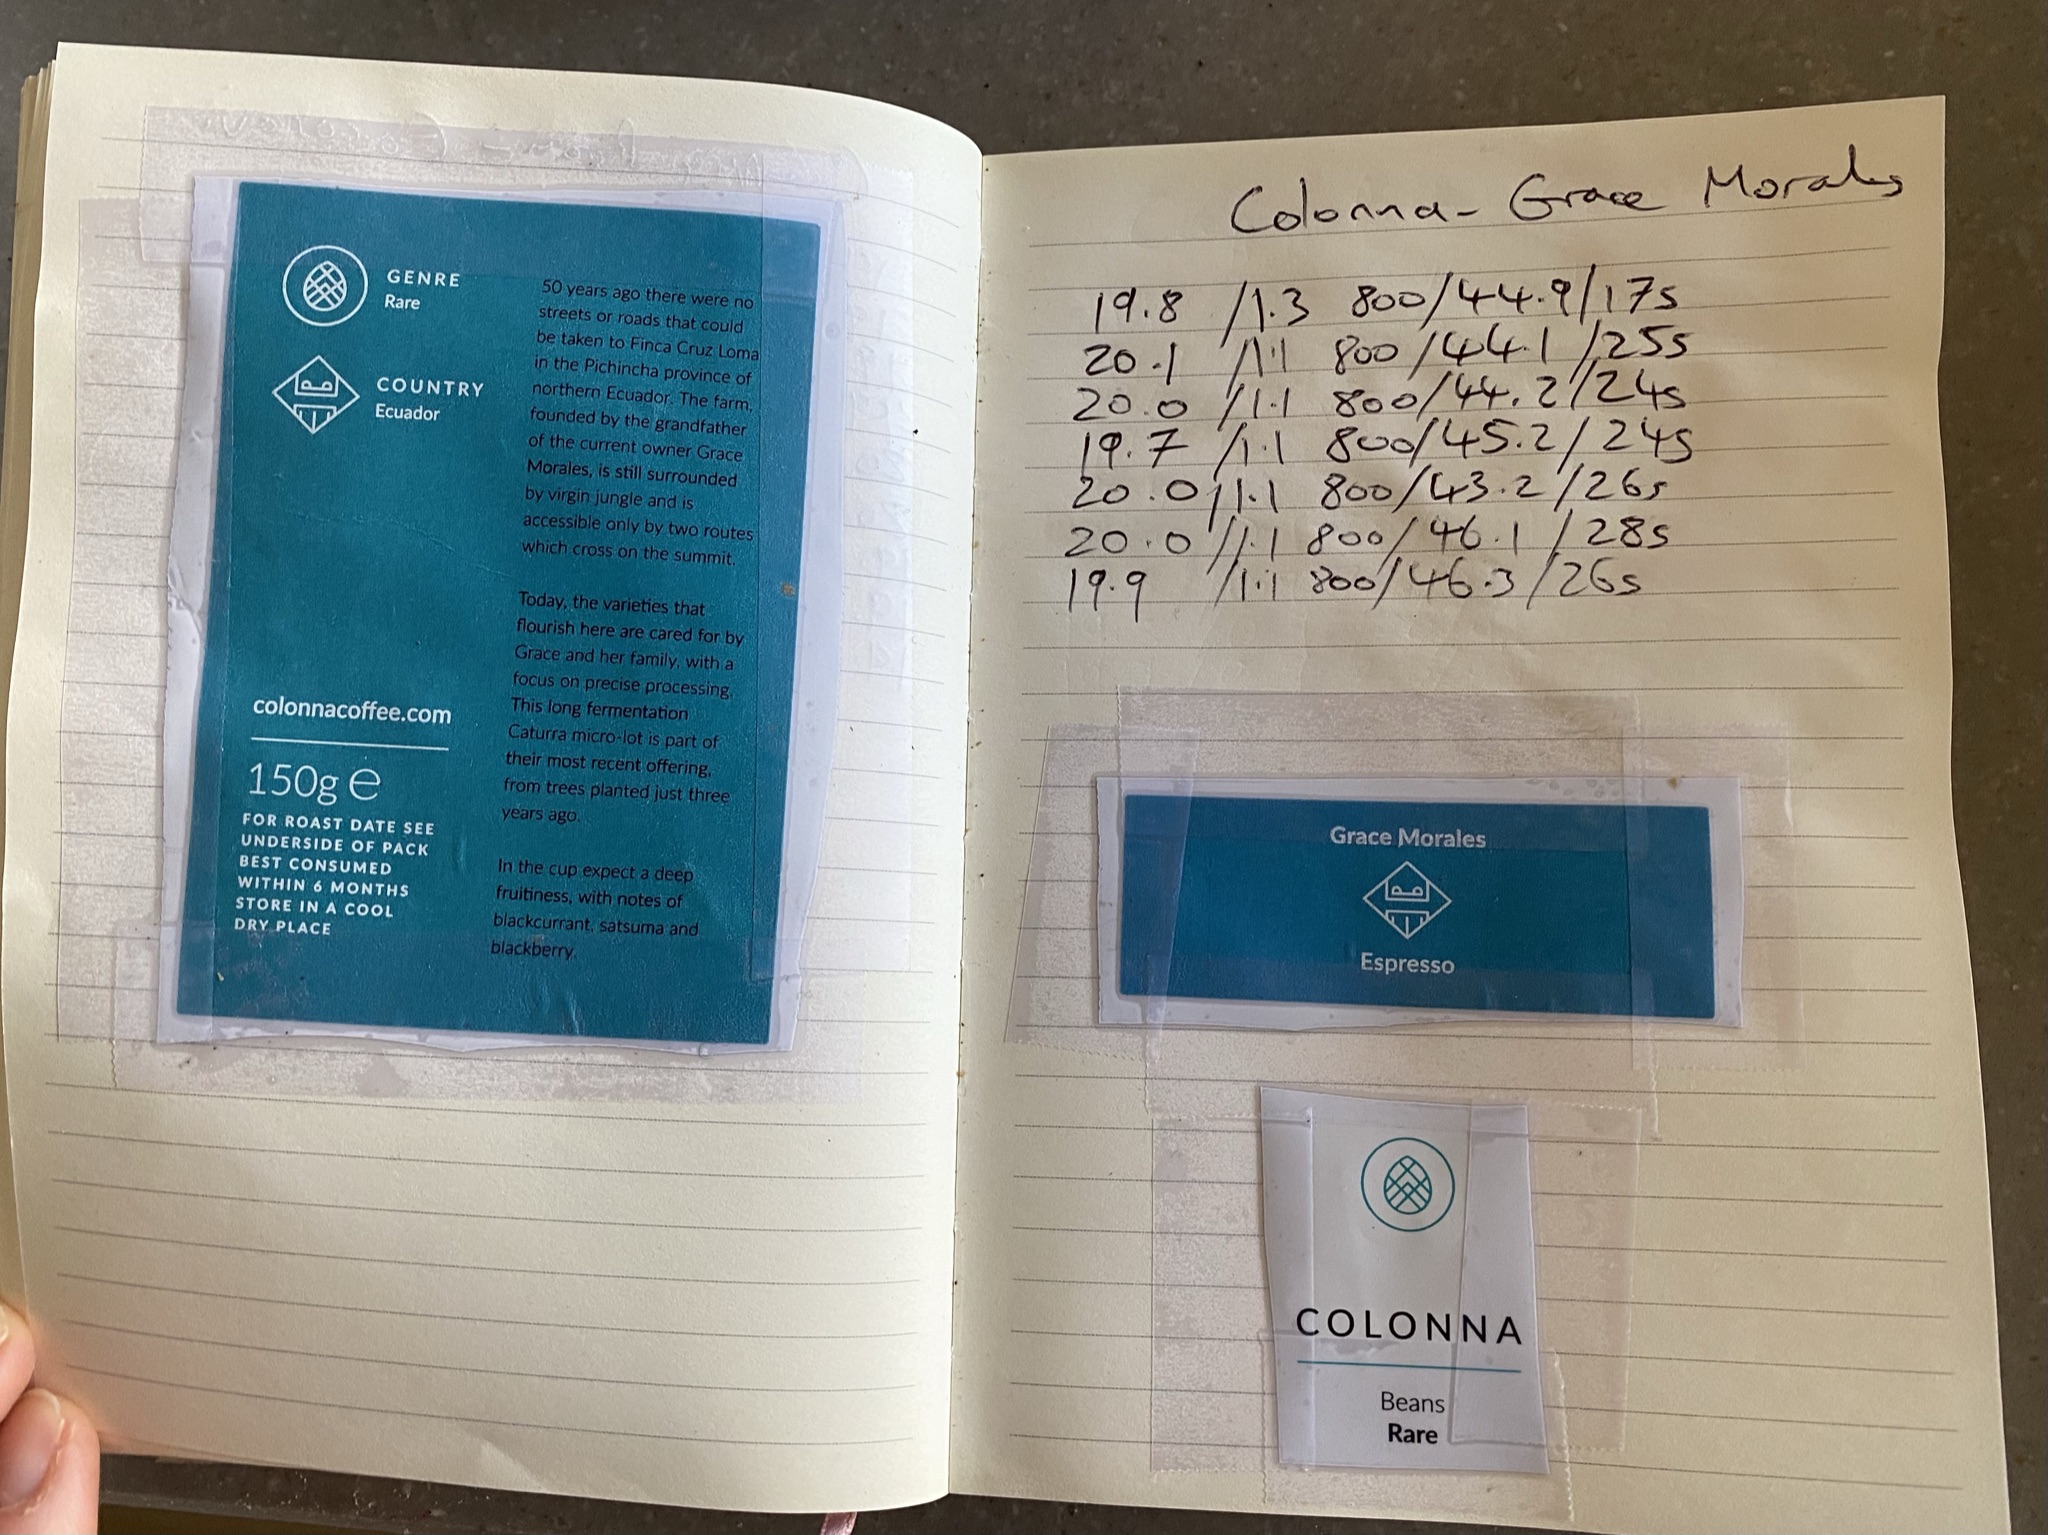 GENRE
Rare
COUNTRY
Ecuador
50 years ago there were no
streets or roads that could
be taken to Finca Cruz Loma
in the Pichincha province of
northern Ecuador. The farm,
founded by the grandfather
of the current owner Grace
Morales, is still surrounded
by virgin jungle and is
accessible only by two routes
which cross on the summit.
Today, the varieties that
flourish here are cared for by
Grace and her family, with a
focus on precise processing.
This long fermentation
Caturra micro-lot is part of
their most recent offering,
from trees planted just three
years ago.
In the cup expect a deep
fruitiness, with notes of
blackcurrant, satsuma and
blackberry.
colonnacoffee.com
150g e
FOR ROAST DATE SEE
UNDERSIDE OF PACK
BEST CONSUMED
WITHIN 6 MONTHS
STORE IN A COOL
DRY PLACE
Colonna - Grace Morales
19.8 /1.3 800/44.9/17s
20.1 /1.1 800/44.1/25s
20.0 /1.1 800/44.2/24s
19.7 /1.1 800/45.2/24s
20.0 /1.1 800/43.2/26s
20.0 /1.1 800/46.1/28s
19.9 /1.1 800/46.3/26s
Grace Morales
Espresso
COLONNA
Beans
Rare